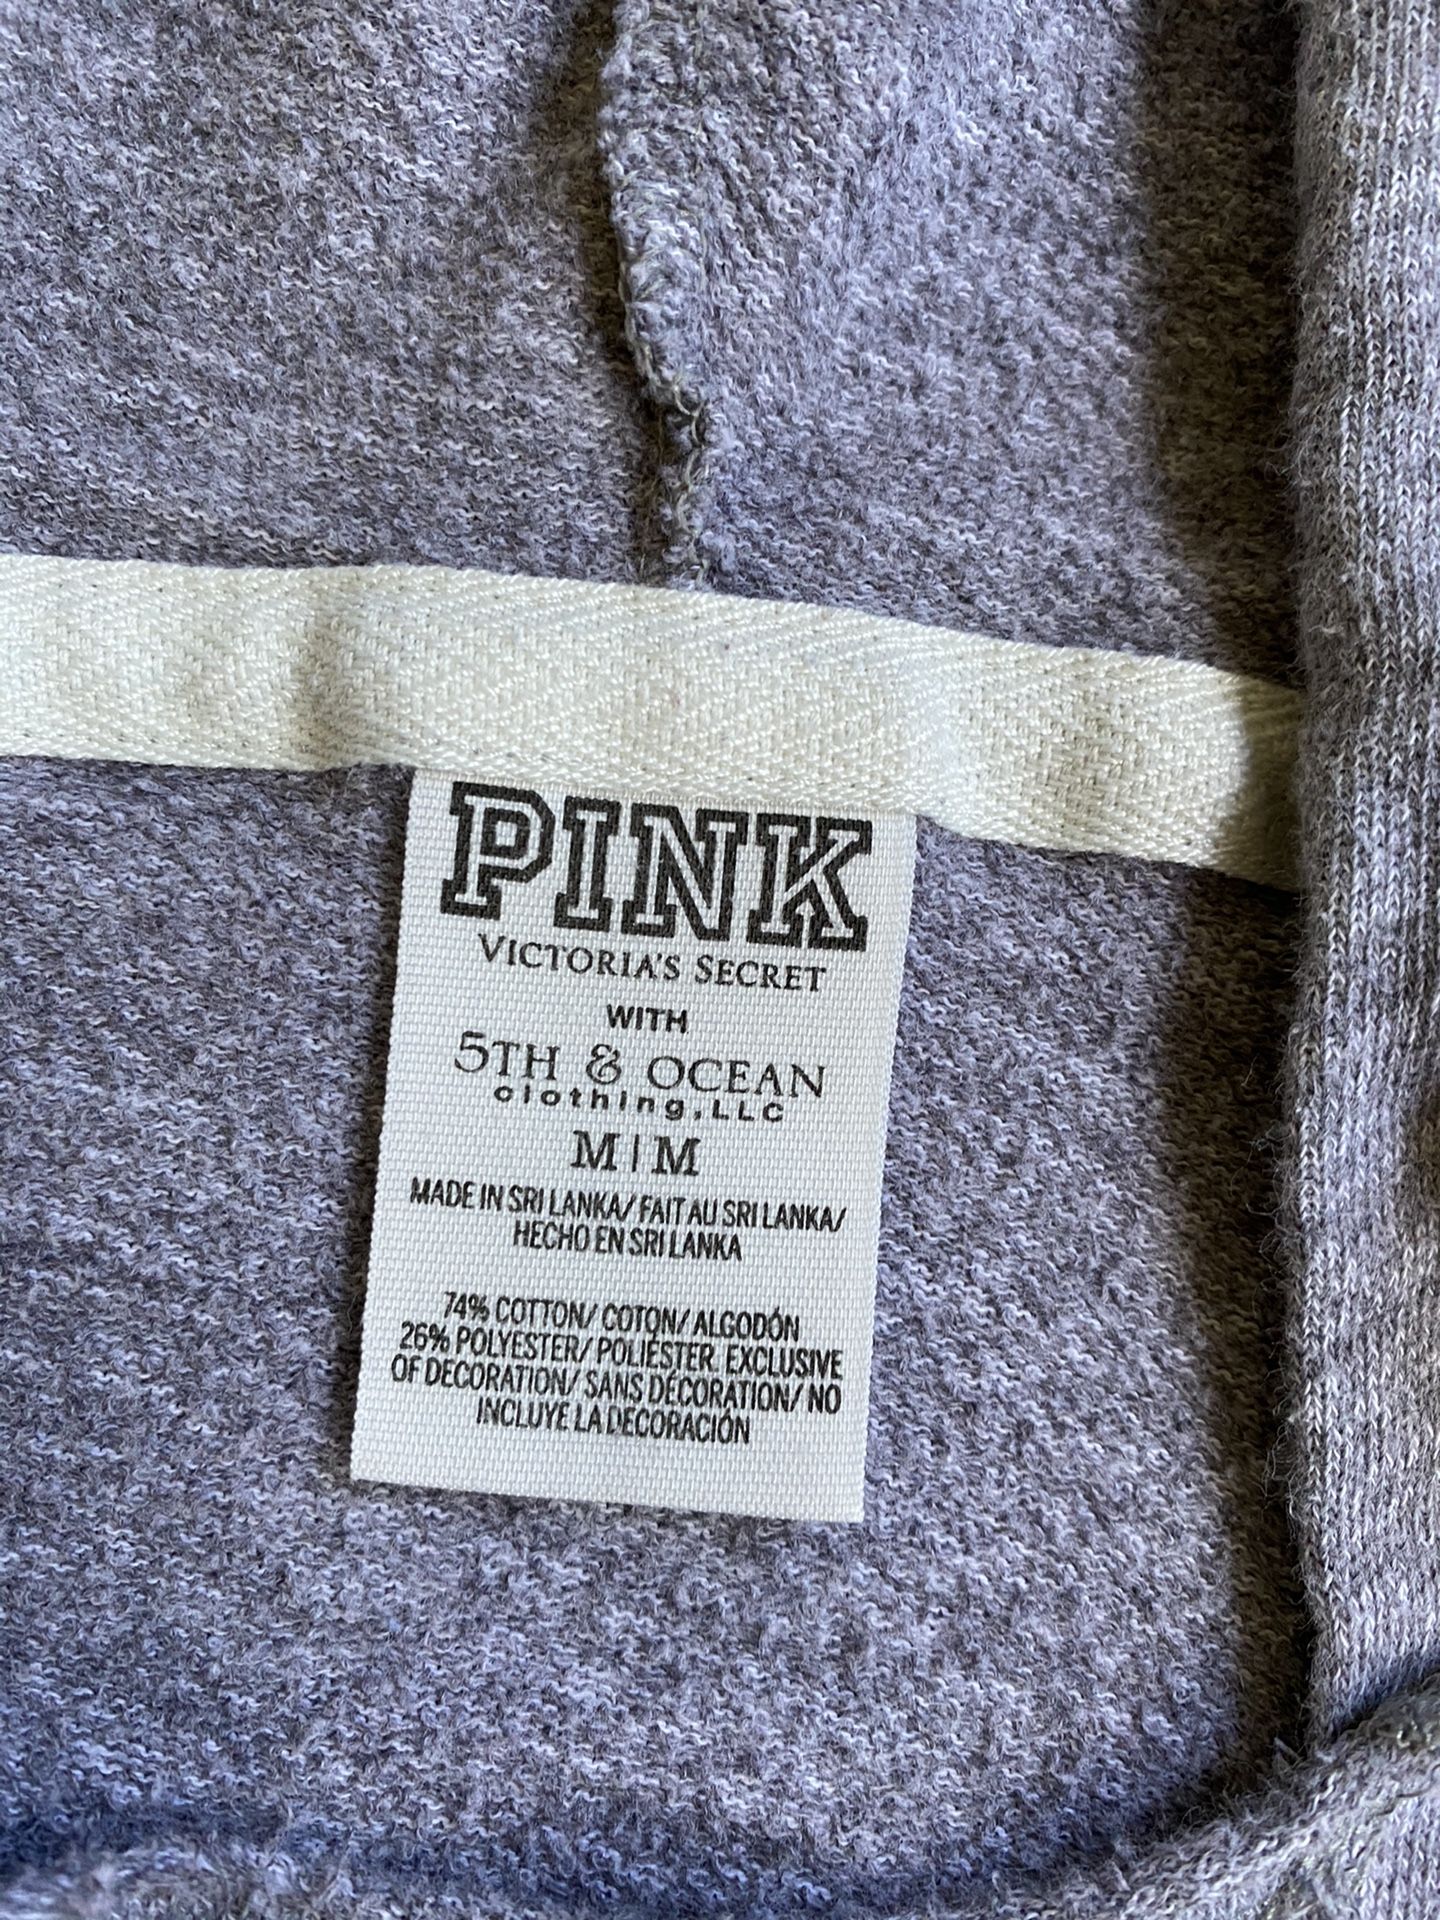 PINK
VICTORIA'S SECRET
WITH
5TH & OCEAN
clothing, LLC
M | M
MADE IN SRI LANKA/ FAIT AU SRI LANKA/
HECHO EN SRI LANKA
74% COTTON/ COTON/ ALGODÓN
26% POLYESTER/ POLIESTER. EXCLUSIVE
OF DECORATION/ SANS DÉCORATION/ NO
INCLUYE LA DECORACIÓN